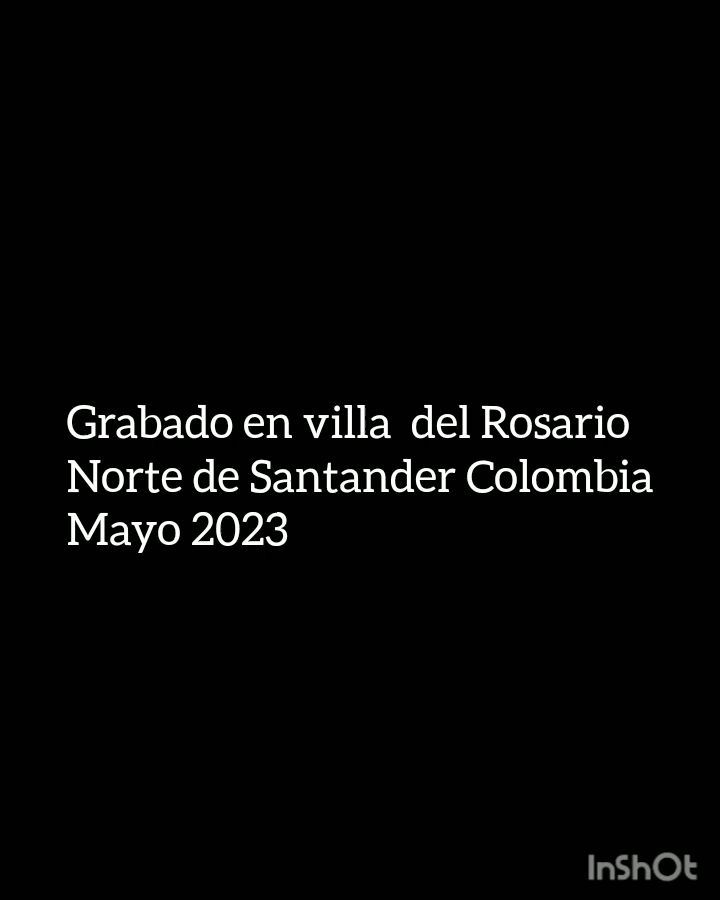 Grabado en villa  del Rosario
Norte de Santander Colombia
Mayo 2023
InShOt